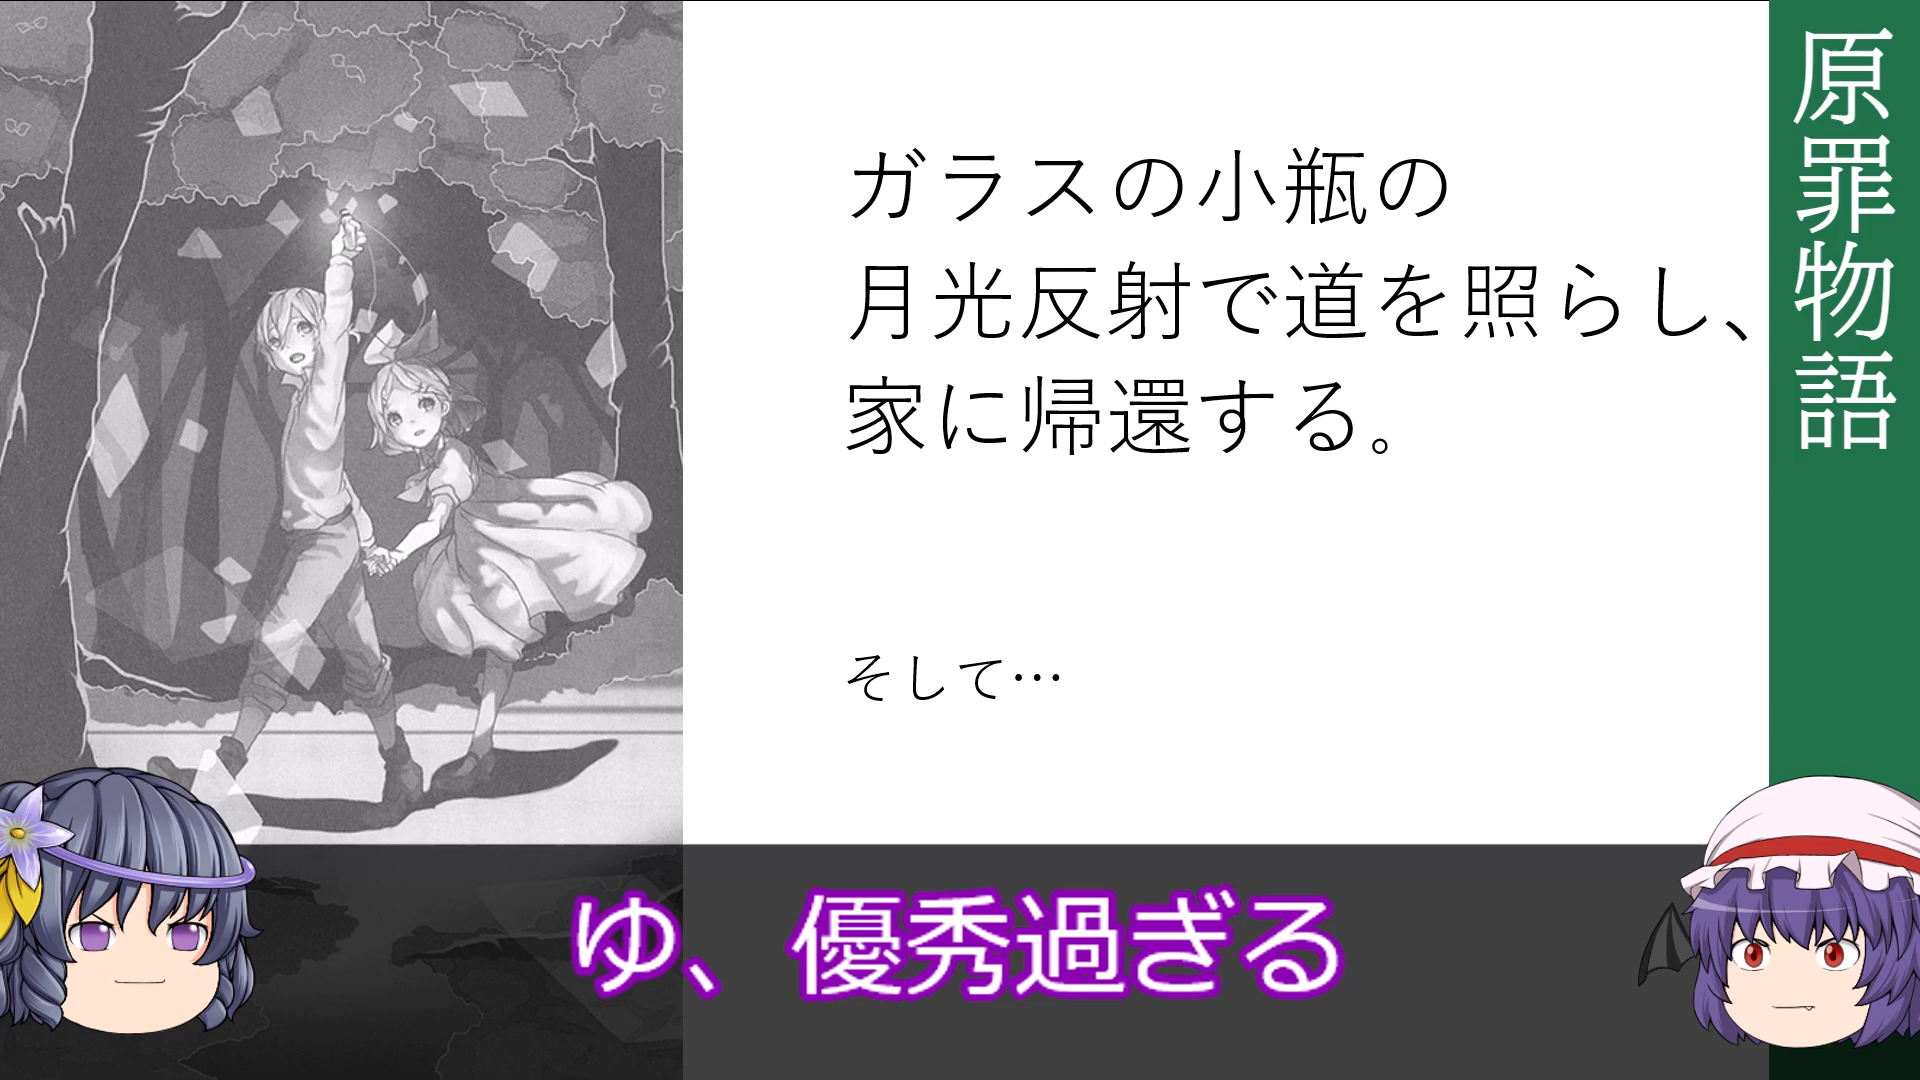 原罪物語
ガラスの小瓶の
月光反射で道を照らし、
家に帰還する。
そして…
ゆ、優秀過ぎる